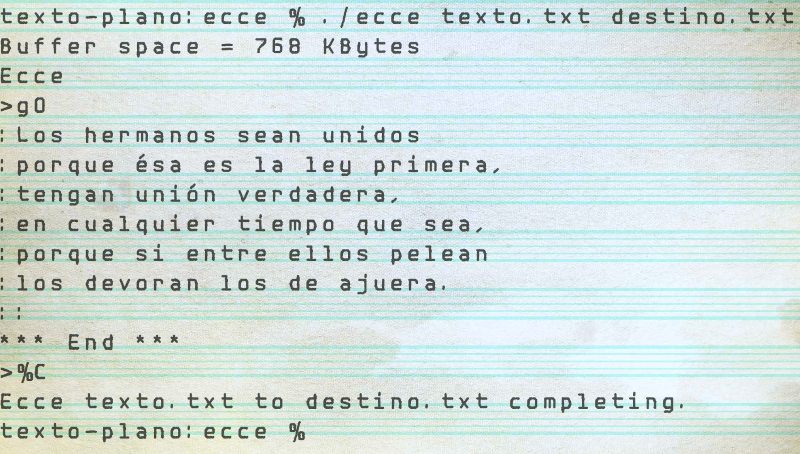 texto-plano:ecce % ./ecce texto.txt destino.txt
Buffer space = 768 KBytes
Ecce
>g0
:Los hermanos sean unidos
:porque ésa es la ley primera,
:tengan unión verdadera,
:en cualquier tiempo que sea,
:porque si entre ellos pelean
:los devoran los de ajuera.
::
*** End ***
>%C
Ecce texto.txt to destino.txt completing.
texto-plano:ecce %